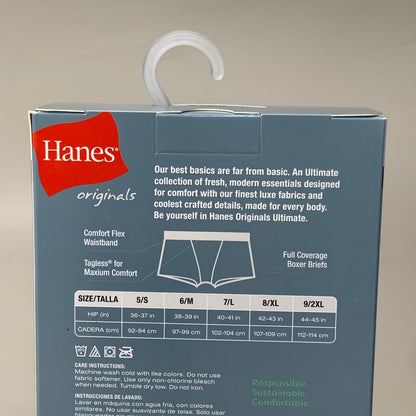 Hanes®
originals
Our best basics are far from basic. An Ultimate
collection of fresh, modern essentials designed
for comfort with our finest luxe fabrics and
coolest crafted details, made for every body.
Be yourself in Hanes Originals Ultimate.
Comfort Flex
Waistband
Tagless® for
Maxium Comfort
Full Coverage
Boxer Briefs
SIZE/TALLA 5/S 6/M 7/L 8/XL 9/2XL
HIP (in) 36-37 in 38-39 in 40-41 in 42-43 in 44-45 in
CADERA (cm) 92-94 cm 97-99 cm 102-104 cm 107-109 cm 112-114 cm
CARE INSTRUCTIONS:
Machine wash cold with like colors. Do not use
fabric softener. Use only non-chlorine bleach
when needed. Tumble dry low. Do not iron.
INSTRUCCIONES DE LAVADO:
Lavar en máquina con agua fría, con colores
similares. No usar suavizante de telas. Sólo usar
Responsible.
Sustainable.
Comfortable.™